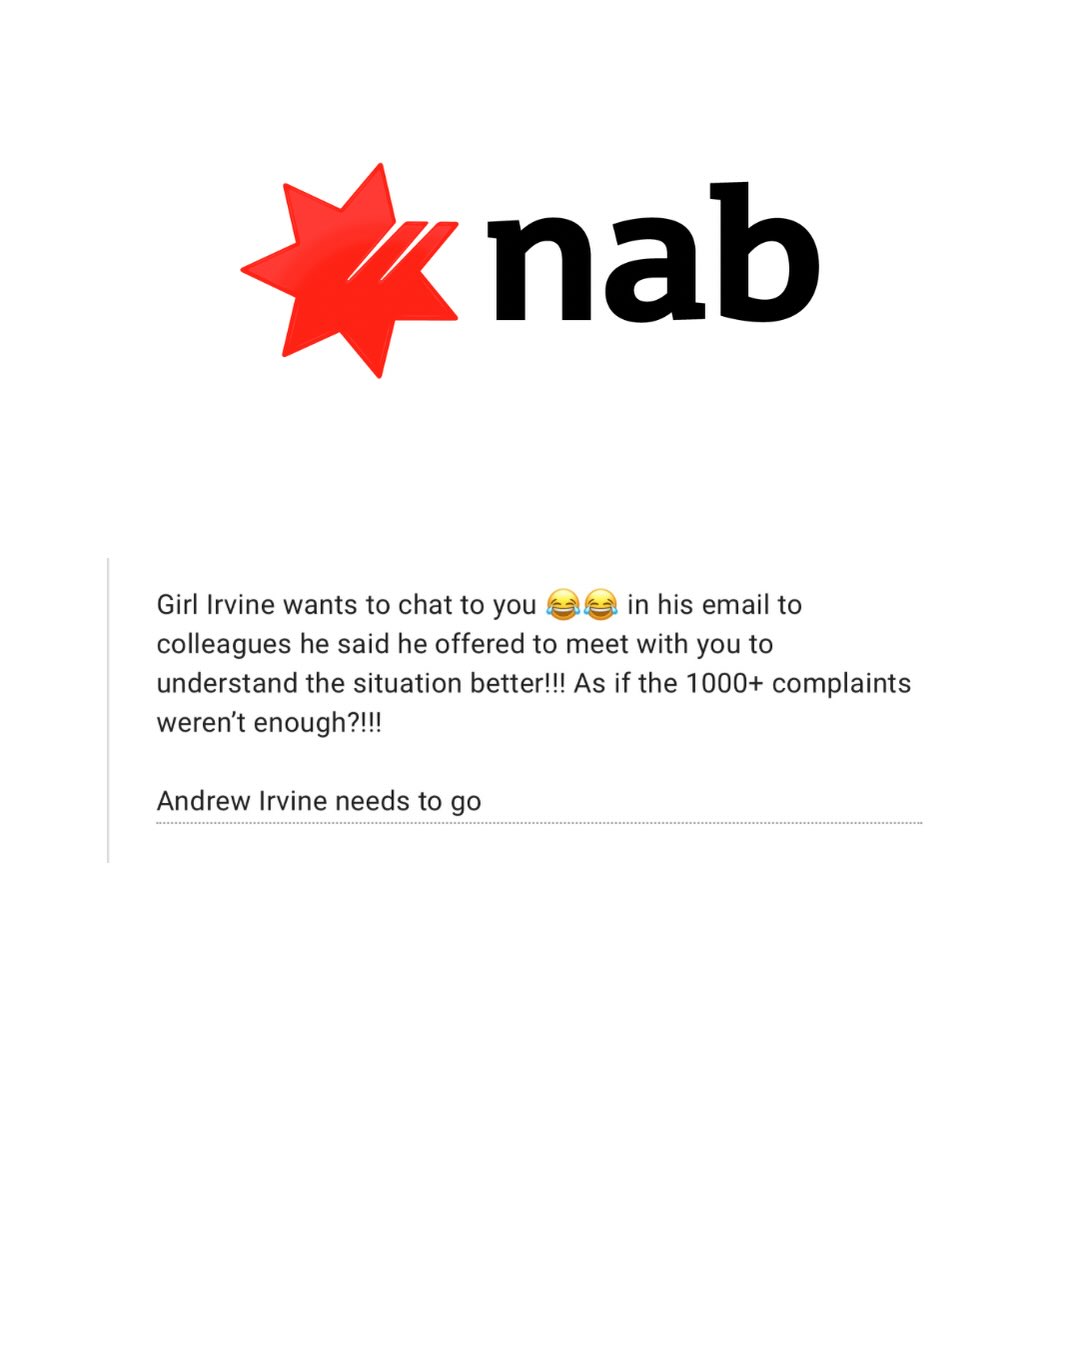 nab
Girl Irvine wants to chat to you 😂😂 in his email to
colleagues he said he offered to meet with you to
understand the situation better!!! As if the 1000+ complaints
weren’t enough?!!!
Andrew Irvine needs to go